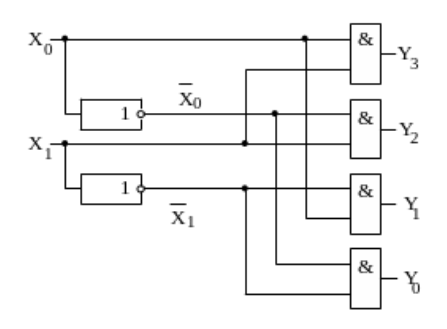 X₀ & Y₃
X̅₀
1 & Y₂
X₁
1 & Y₁
X̅₁
& Y₀